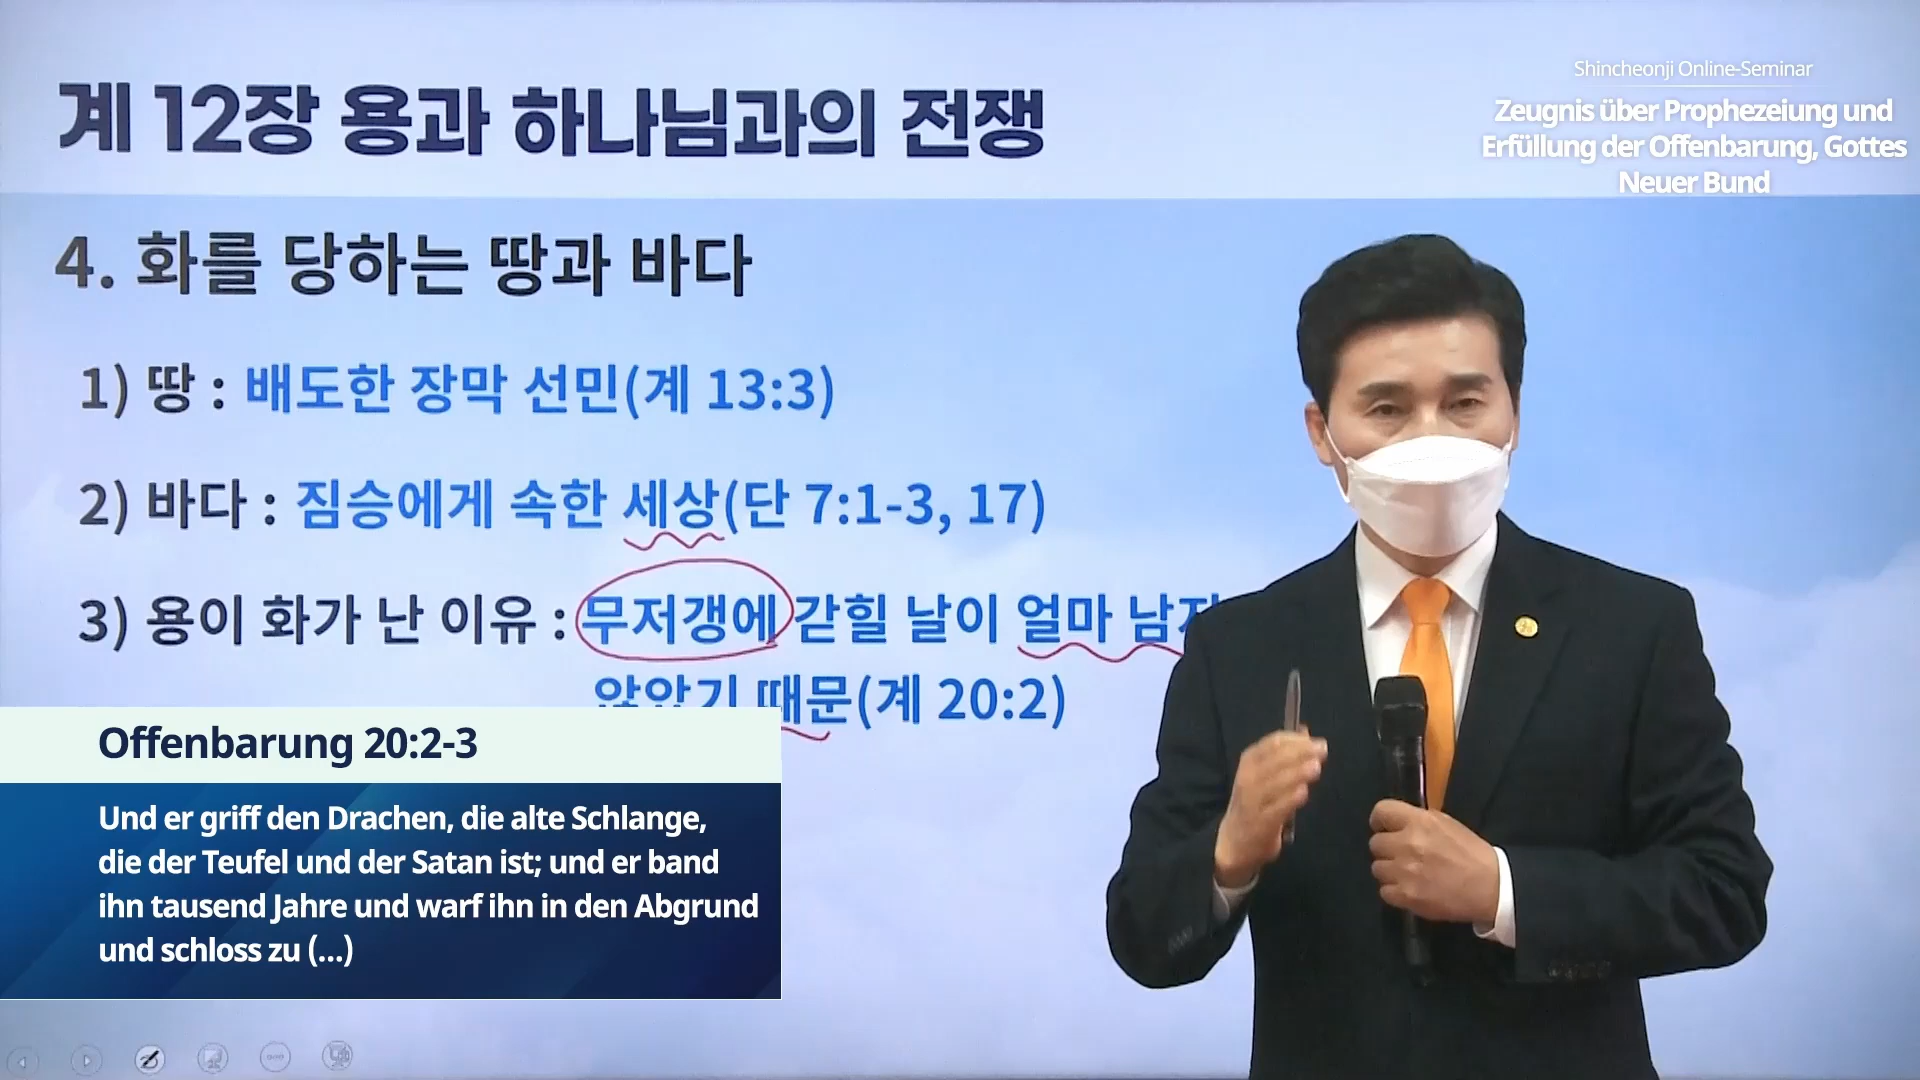 계 12장 용과 하나님과의 전쟁
Shincheonji Online-Seminar
Zeugnis über Prophezeiung und
Erfüllung der Offenbarung, Gottes
Neuer Bund
4. 화를 당하는 땅과 바다
1) 땅 : 배도한 장막 선민(계 13:3)
2) 바다 : 짐승에게 속한 세상(단 7:1-3, 17)
3) 용이 화가 난 이유 : 무저갱에 갇힐 날이 얼마 남지
않았기 때문(계 20:2)
Offenbarung 20:2-3
Und er griff den Drachen, die alte Schlange,
die der Teufel und der Satan ist; und er band
ihn tausend Jahre und warf ihn in den Abgrund
und schloss zu (...)